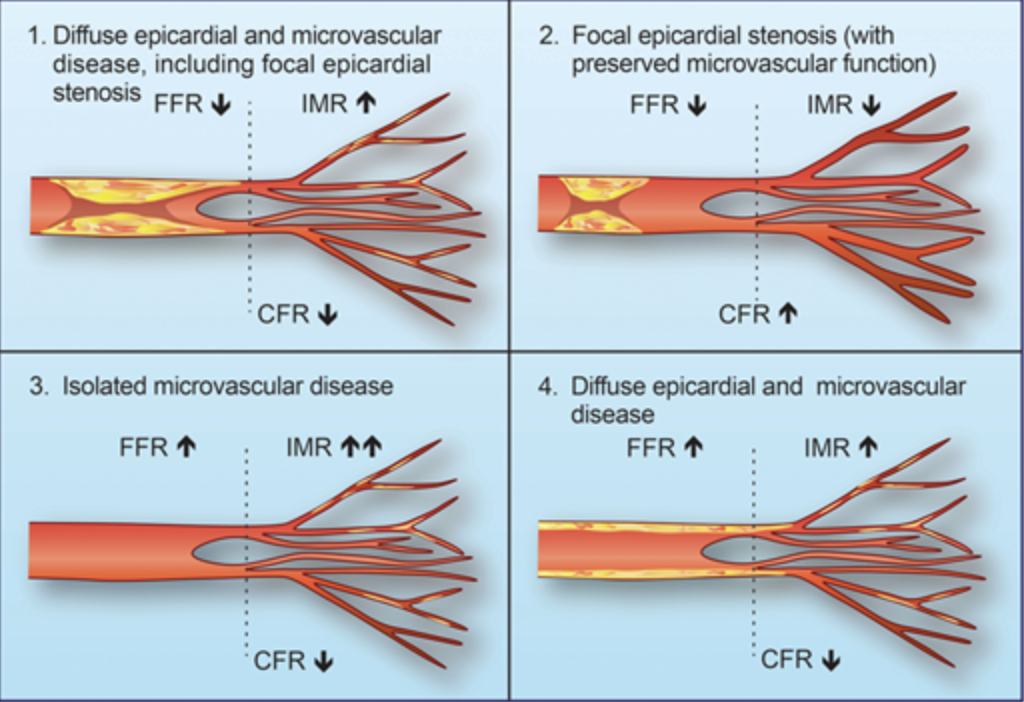 1. Diffuse epicardial and microvascular
disease, including focal epicardial
stenosis
FFR ↓ IMR ↑
CFR ↓
2. Focal epicardial stenosis (with
preserved microvascular function)
FFR ↓ IMR ↓
CFR ↑
3. Isolated microvascular disease
FFR ↑ IMR ↑↑
CFR ↓
4. Diffuse epicardial and microvascular
disease
FFR ↑ IMR ↑
CFR ↓